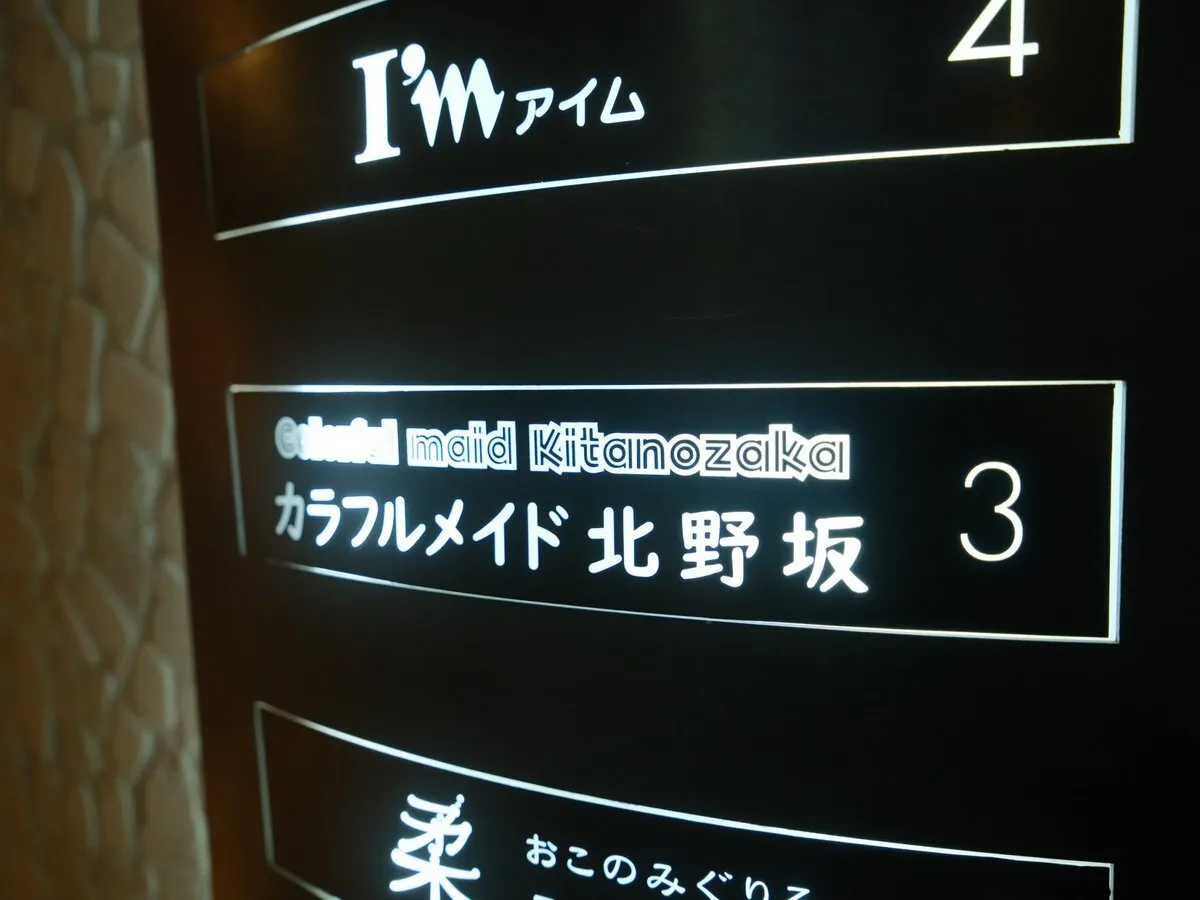 I'm アイム 4
maid Kitanozaka
カラフルメイド 北野坂 3
柔 おこのみぐり